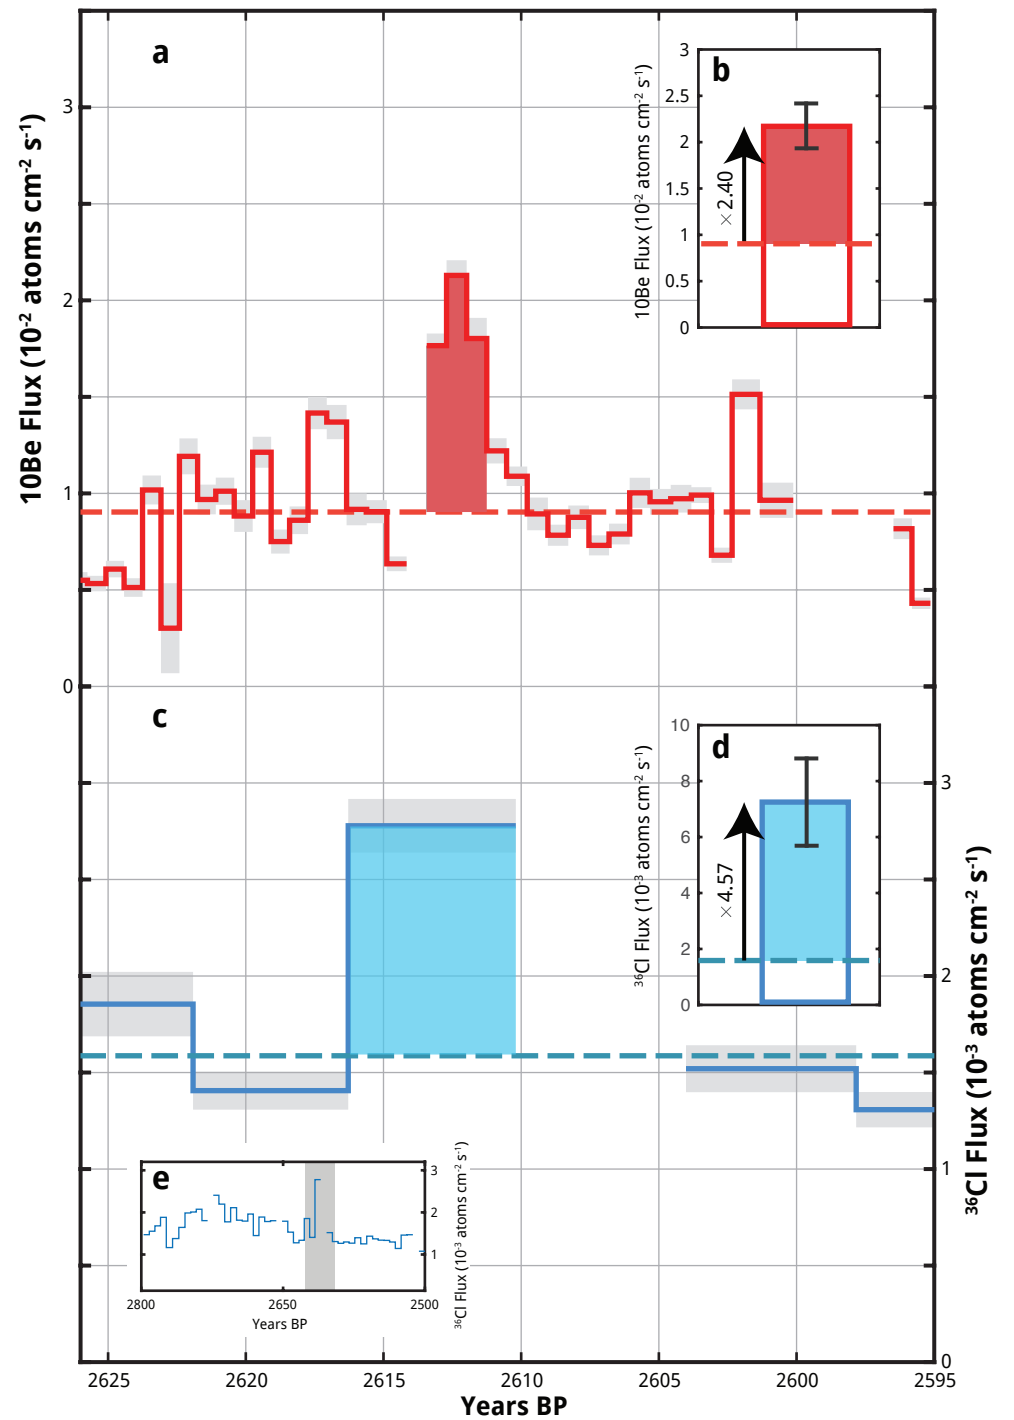 a
3
2
1
0
10Be Flux (10⁻² atoms cm⁻² s⁻¹)
b
3
2.5
2
1.5
1
0.5
0
10Be Flux (10⁻² atoms cm⁻² s⁻¹)
× 2.40
c
3
2
1
0
³⁶Cl Flux (10⁻³ atoms cm⁻² s⁻¹)
d
10
8
6
4
2
0
³⁶Cl Flux (10⁻³ atoms cm⁻² s⁻¹)
× 4.57
e
3
2
1
³⁶Cl Flux (10⁻³ atoms cm⁻² s⁻¹)
2800 2650 2500
Years BP
2625 2620 2615 2610 2605 2600 2595
Years BP